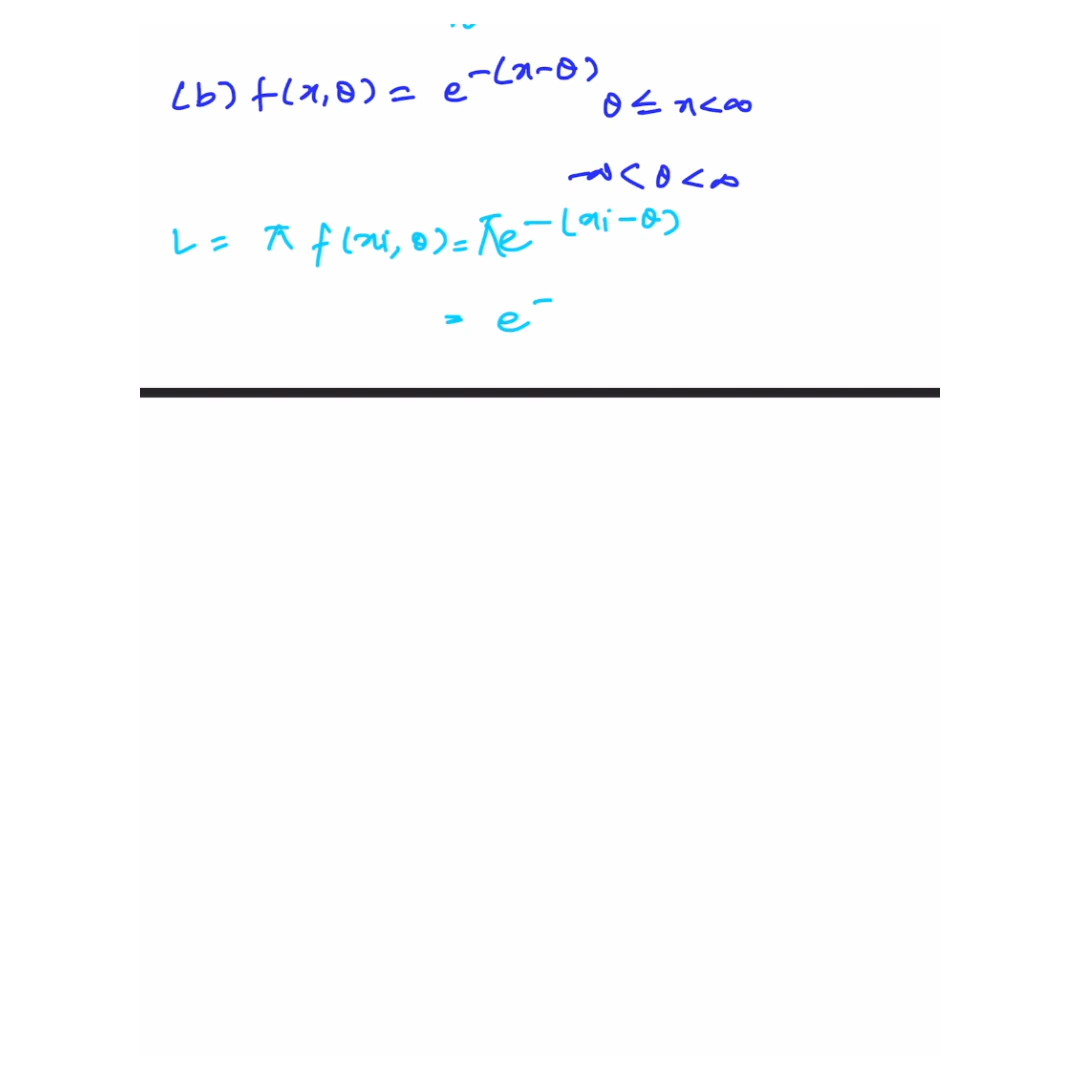 (b) f(x,θ) = e^-(x-θ) θ ≤ x < ∞
-∞ < θ < ∞
L = π f(xi, θ) = π e^-(xi-θ)
= e^-